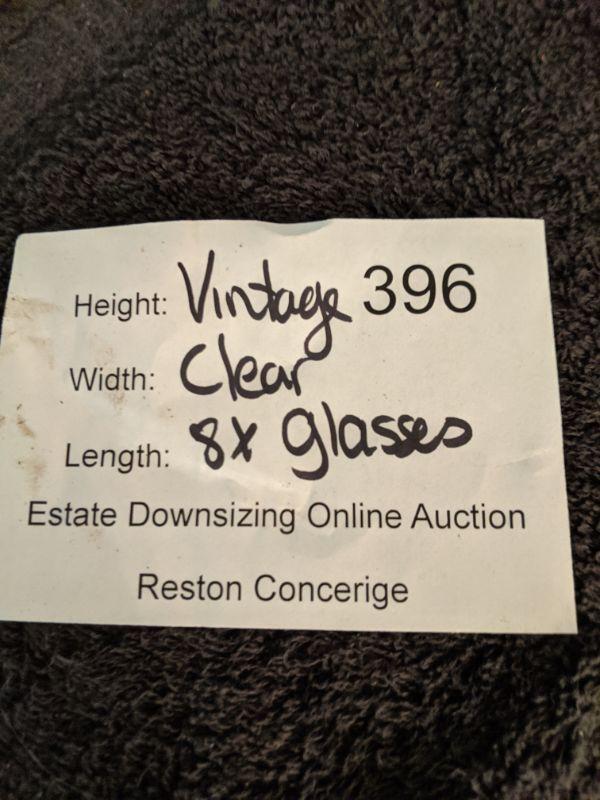 Height: Vintage 396
Width: Clear
Length: 8x glasses
Estate Downsizing Online Auction
Reston Concerige